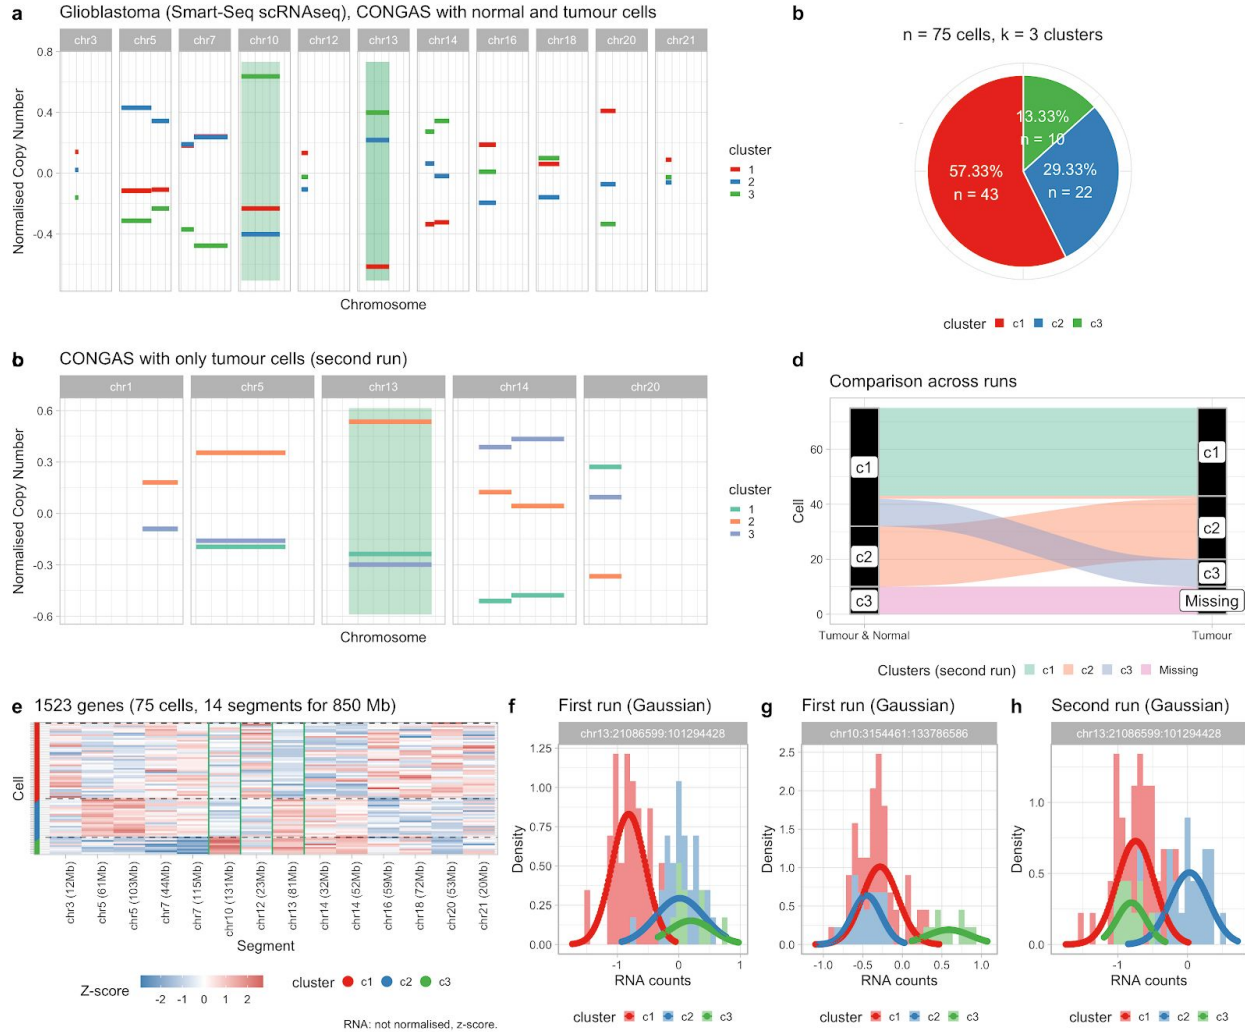 a Glioblastoma (Smart-Seq scRNAseq), CONGAS with normal and tumour cells
chr3 chr5 chr7 chr10 chr12 chr13 chr14 chr16 chr18 chr20 chr21
Normalised Copy Number
0.8
0.4
0.0
-0.4
Chromosome
cluster
1
2
3
b
n = 75 cells, k = 3 clusters
13.33%
n = 10
57.33%
n = 43
29.33%
n = 22
cluster c1 c2 c3
b CONGAS with only tumour cells (second run)
chr1 chr5 chr13 chr14 chr20
Normalised Copy Number
0.6
0.3
0.0
-0.3
-0.6
Chromosome
cluster
1
2
3
d
Comparison across runs
Cell
60
40
20
0
c1
c2
c3
c1
c2
c3
Missing
Tumour & Normal Tumour
Clusters (second run) c1 c2 c3 Missing
e 1523 genes (75 cells, 14 segments for 850 Mb)
Cell
chr3 (12Mb)
chr5 (61Mb)
chr5 (103Mb)
chr7 (44Mb)
chr7 (115Mb)
chr10 (131Mb)
chr12 (23Mb)
chr13 (81Mb)
chr14 (32Mb)
chr14 (52Mb)
chr16 (59Mb)
chr18 (72Mb)
chr20 (53Mb)
chr21 (20Mb)
Segment
Z-score
-2 -1 0 1 2
cluster c1 c2 c3
RNA: not normalised, z-score.
f First run (Gaussian)
chr13:21086599:101294428
Density
1.25
1.00
0.75
0.50
0.25
0.00
-1 0 1
RNA counts
cluster c1 c2 c3
g First run (Gaussian)
chr10:3154461:133786586
Density
2.5
2.0
1.5
1.0
0.5
0.0
-1.0 -0.5 0.0 0.5 1.0
RNA counts
cluster c1 c2 c3
h Second run (Gaussian)
chr13:21086599:101294428
Density
1.0
0.5
0.0
-1 0
RNA counts
cluster c1 c2 c3